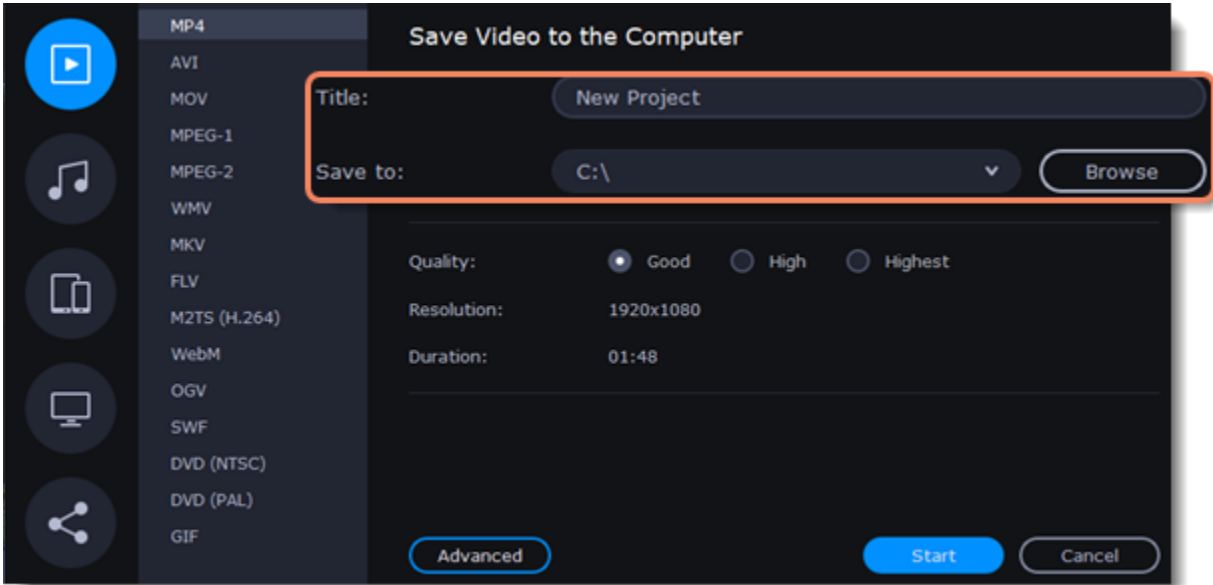 MP4
AVI
MOV
MPEG-1
MPEG-2
WMV
MKV
FLV
M2TS (H.264)
WebM
OGV
SWF
DVD (NTSC)
DVD (PAL)
GIF
Save Video to the Computer
Title: New Project
Save to: C:\ Browse
Quality: Good High Highest
Resolution: 1920x1080
Duration: 01:48
Advanced Start Cancel